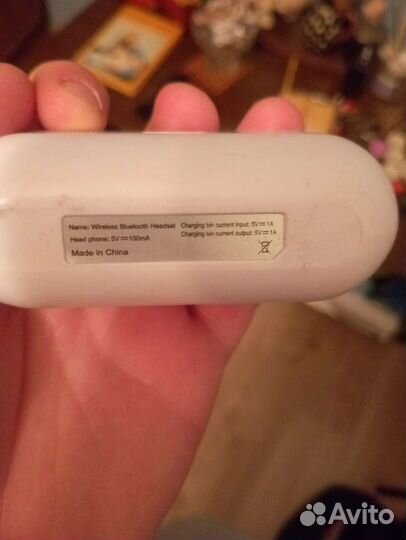 Name: Wireless Bluetooth Headset
Head phone: 5V⎓100mA
Made in China
Charging bin current input: 5V⎓1A
Charging bin current output: 5V⎓1A
Avito